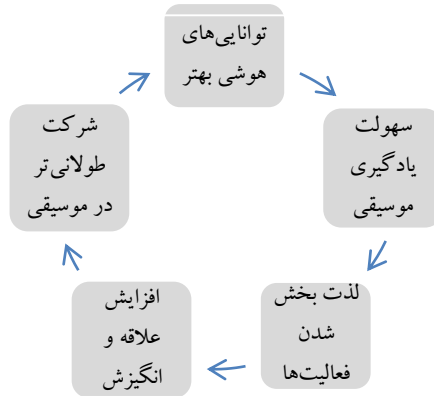 توانایی‌های
هوشی بهتر
سهولت
یادگیری
موسیقی
لذت بخش
شدن
فعالیت‌ها
افزایش
علاقه و
انگیزش
شرکت
طولانی‌تر
در موسیقی